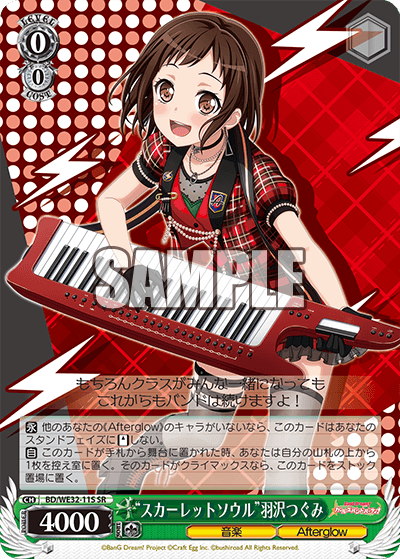 LEVEL
0
0
COST
SAMPLE
もちろんクラスがみんな一緒になっても
これからもバンドは続けますよ!
永 他のあなたの《Afterglow》のキャラがいないなら、このカードはあなたの
スタンドフェイズに【スタンド】しない。
自 このカードが手札から舞台に置かれた時、あなたは自分の山札の上から
1枚を控え室に置く。そのカードがクライマックスなら、このカードをストック
置場に置く。
CH BD/WE32-11S SR
4000
“スカーレットソウル”羽沢つぐみ
音楽
Afterglow
©BanG Dream! Project ©Craft Egg Inc. ©bushiroad All Rights Reserved.